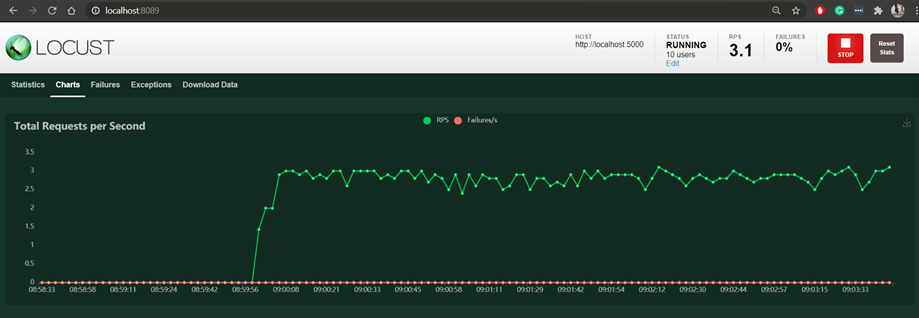 localhost:8089
LOCUST
HOST
http://localhost:5000
STATUS
RUNNING
10 users
Edit
RPS
3.1
FAILURES
0%
STOP
Reset
Stats
Statistics Charts Failures Exceptions Download Data
Total Requests per Second
RPS Failures/s
3.5
3
2.5
2
1.5
1
0.5
0
08:58:33 08:58:58 08:59:11 08:59:24 08:59:42 08:59:56 09:00:08 09:00:21 09:00:33 09:00:45 09:00:58 09:01:11 09:01:29 09:01:42 09:01:54 09:02:12 09:02:30 09:02:44 09:02:57 09:03:15 09:03:33